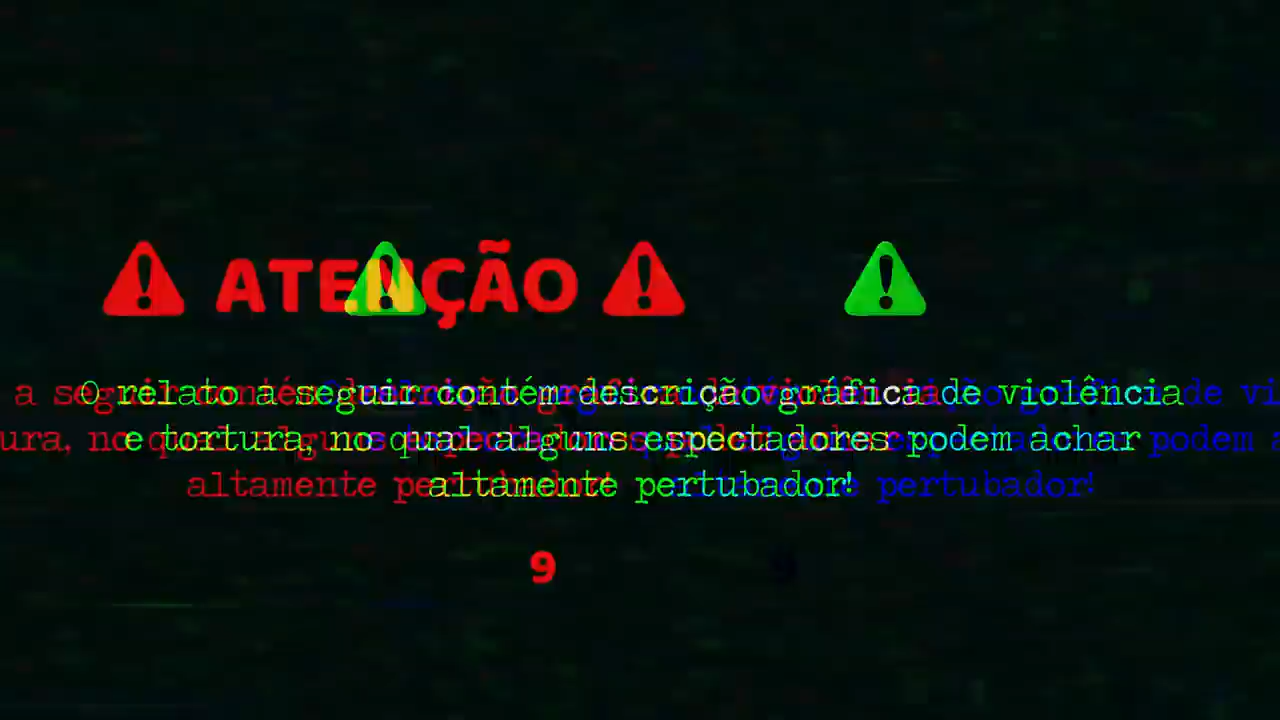 ⚠ ATENÇÃO ⚠
O relato a seguir contém descrição gráfica de violência
e tortura, no qual alguns espectadores podem achar
altamente pertubador!
9